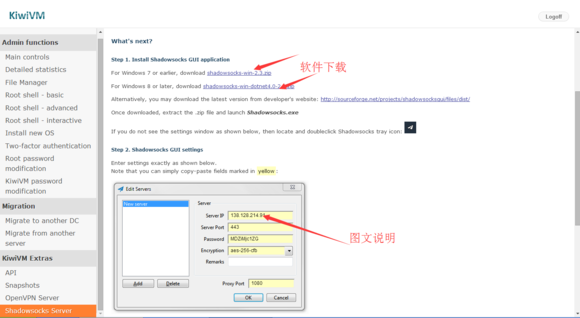 KiwiVM
Logoff
Admin functions
Main controls
Detailed statistics
File Manager
Root shell - basic
Root shell - advanced
Root shell - interactive
Install new OS
Two-factor authentication
Root password
modification
KiwiVM password
modification
Migration
Migrate to another DC
Migrate from another
server
KiwiVM Extras
API
Snapshots
OpenVPN Server
Shadowsocks Server
What's next?
Step 1. Install Shadowsocks GUI application
软件下载
For Windows 7 or earlier, download shadowsocks-win-2.3.zip
For Windows 8 or later, download shadowsocks-win-dotnet4.0-2
Alternatively, you may download the latest version from developer's website: http://sourceforge.net/projects/shadowsocksgui/files/dist/
Once downloaded, extract the .zip file and launch Shadowsocks.exe
If you do not see the settings window as shown below, then locate and doubleclick Shadowsocks tray icon:
Step 2. Shadowsocks GUI settings
Enter settings exactly as shown below.
Note that you can simply copy-paste fields marked in yellow:
Edit Servers
New server
Server
Server IP
Server Port 443
Password
Encryption aes-256-cfb
Remarks
图文说明
Add Delete
Proxy Port 1080
OK Cancel